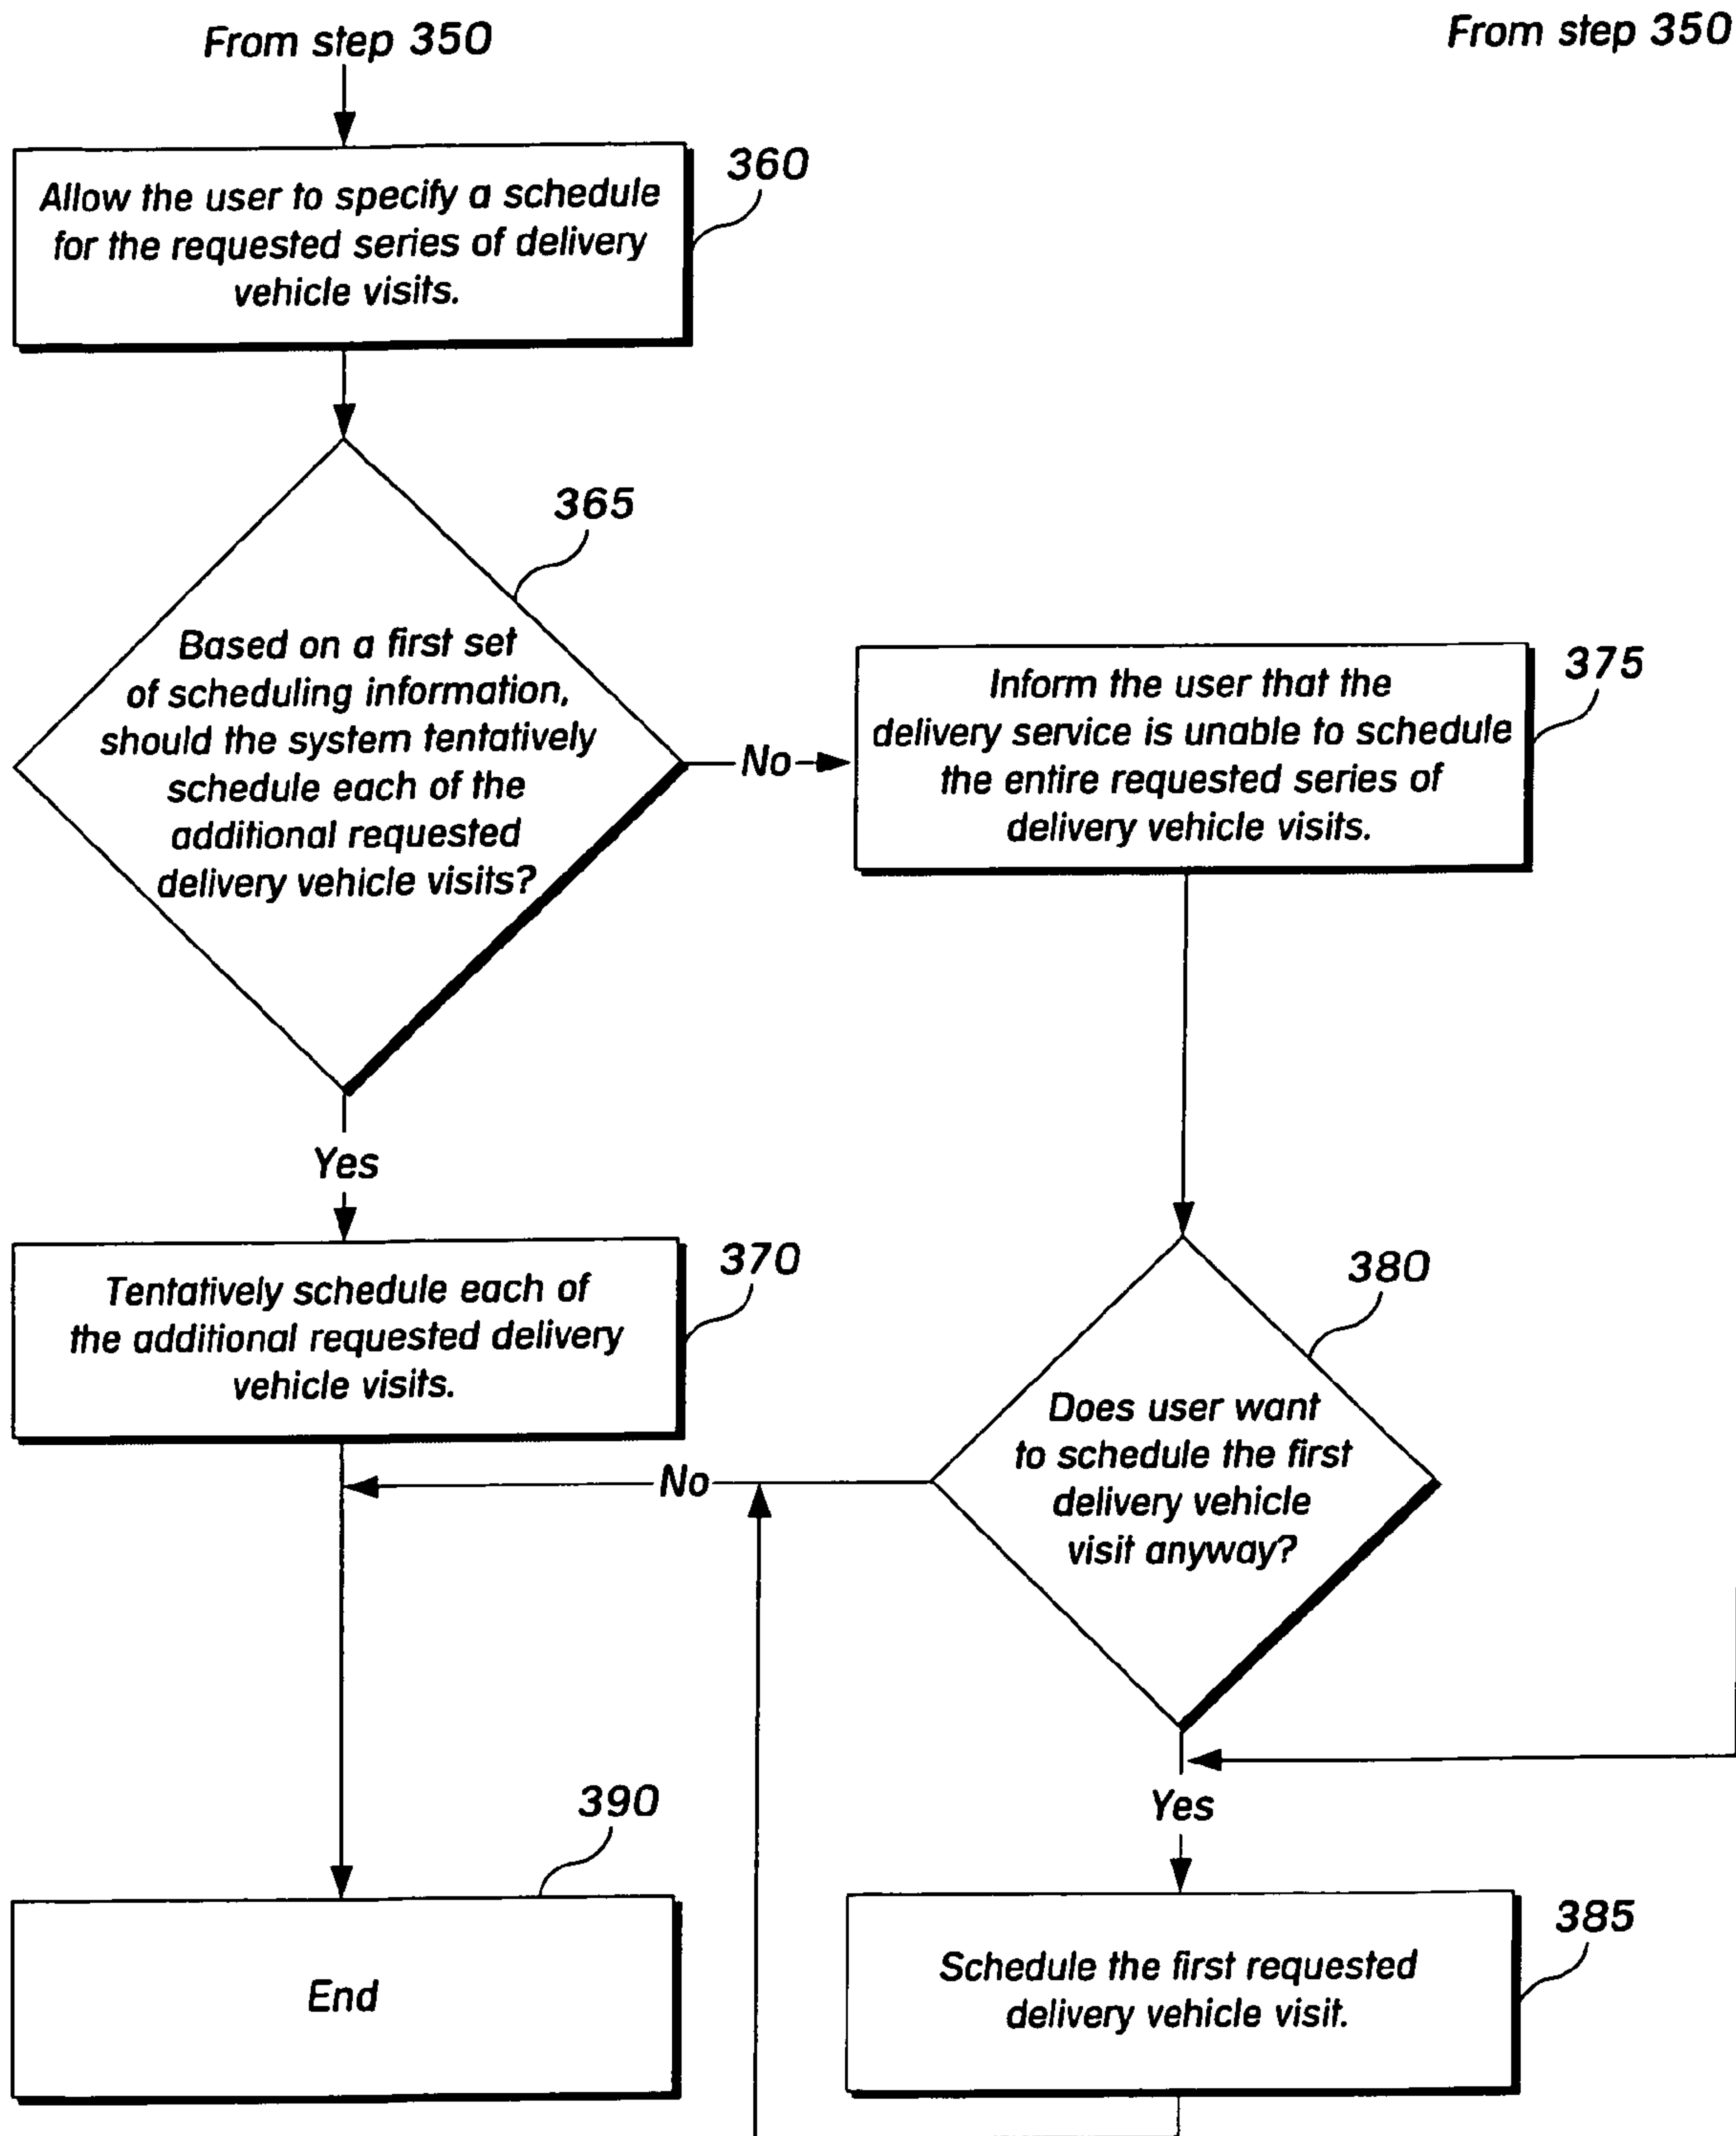 From step 350
From step 350
360
Allow the user to specify a schedule
for the requested series of delivery
vehicle visits.
365
Based on a first set
of scheduling information,
should the system tentatively
schedule each of the
additional requested
delivery vehicle visits?
No
375
Inform the user that the
delivery service is unable to schedule
the entire requested series of
delivery vehicle visits.
Yes
370
Tentatively schedule each of
the additional requested delivery
vehicle visits.
380
Does user want
to schedule the first
delivery vehicle
visit anyway?
No
Yes
390
End
385
Schedule the first requested
delivery vehicle visit.